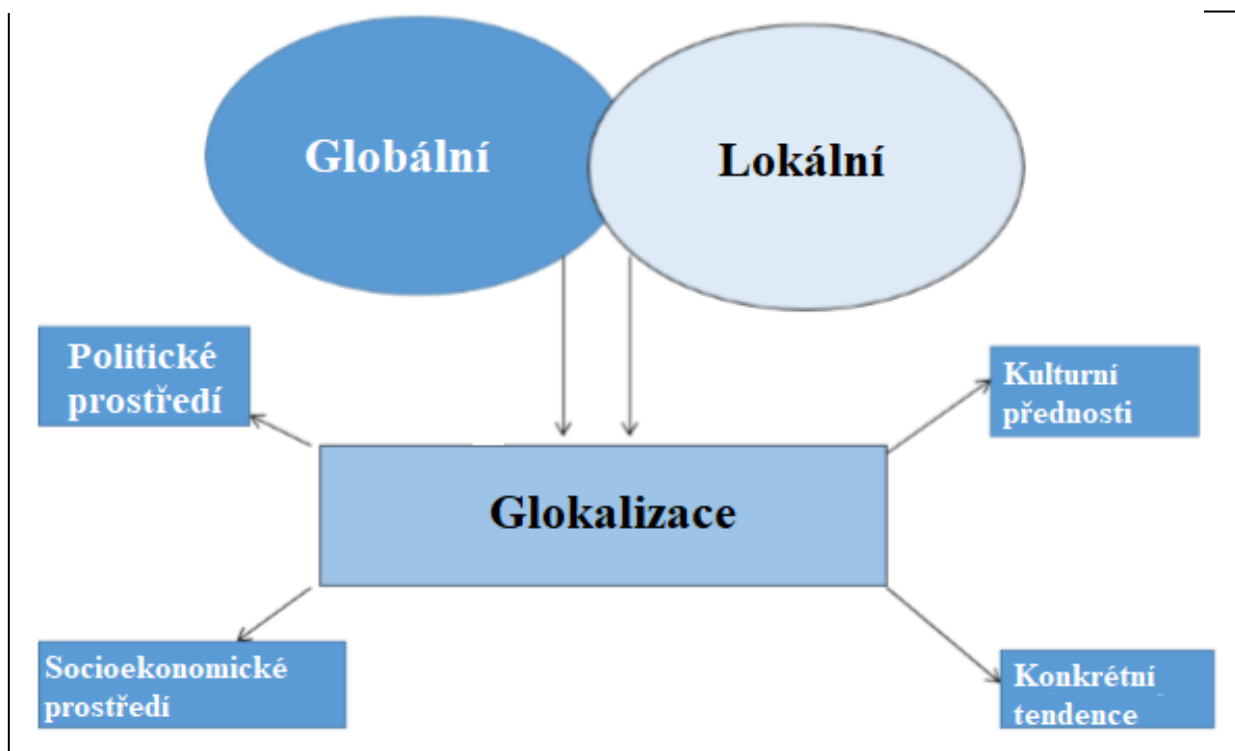 Globální
Lokální
Politické
prostředí
Kulturní
přednosti
Glokalizace
Socioekonomické
prostředí
Konkrétní
tendence